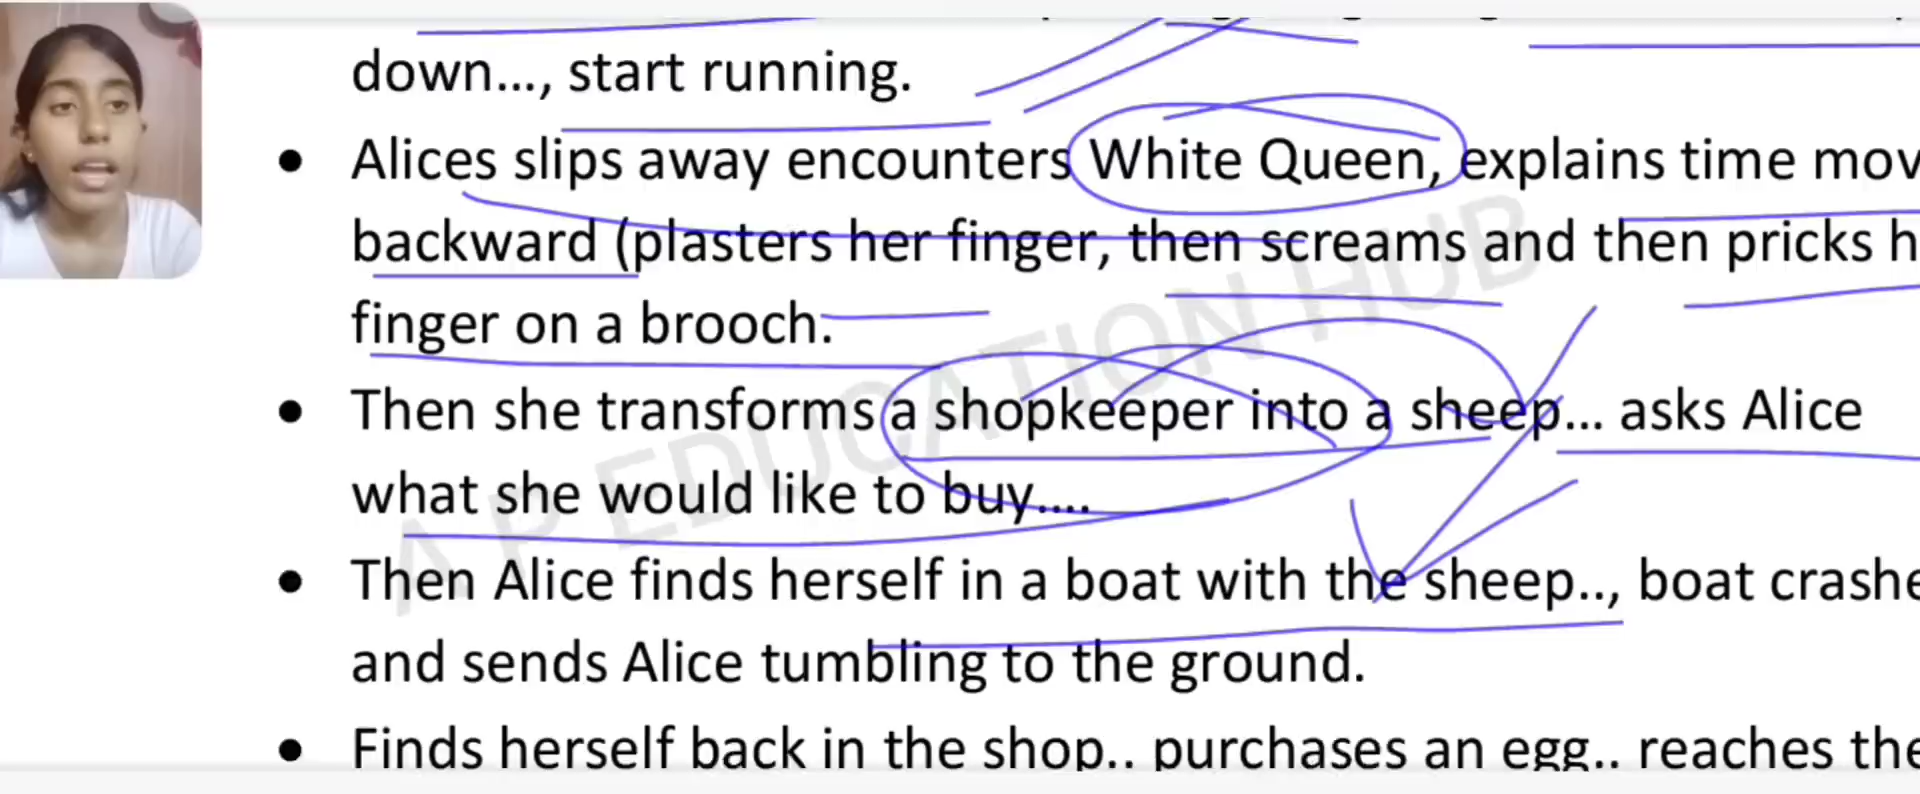 down..., start running.
Alices slips away encounters White Queen, explains time mov
backward (plasters her finger, then screams and then pricks h
finger on a brooch.
Then she transforms a shopkeeper into a sheep... asks Alice
what she would like to buy....
Then Alice finds herself in a boat with the sheep.., boat crashe
and sends Alice tumbling to the ground.
Finds herself back in the shop.. purchases an egg.. reaches the
A P EDUCATION HUB